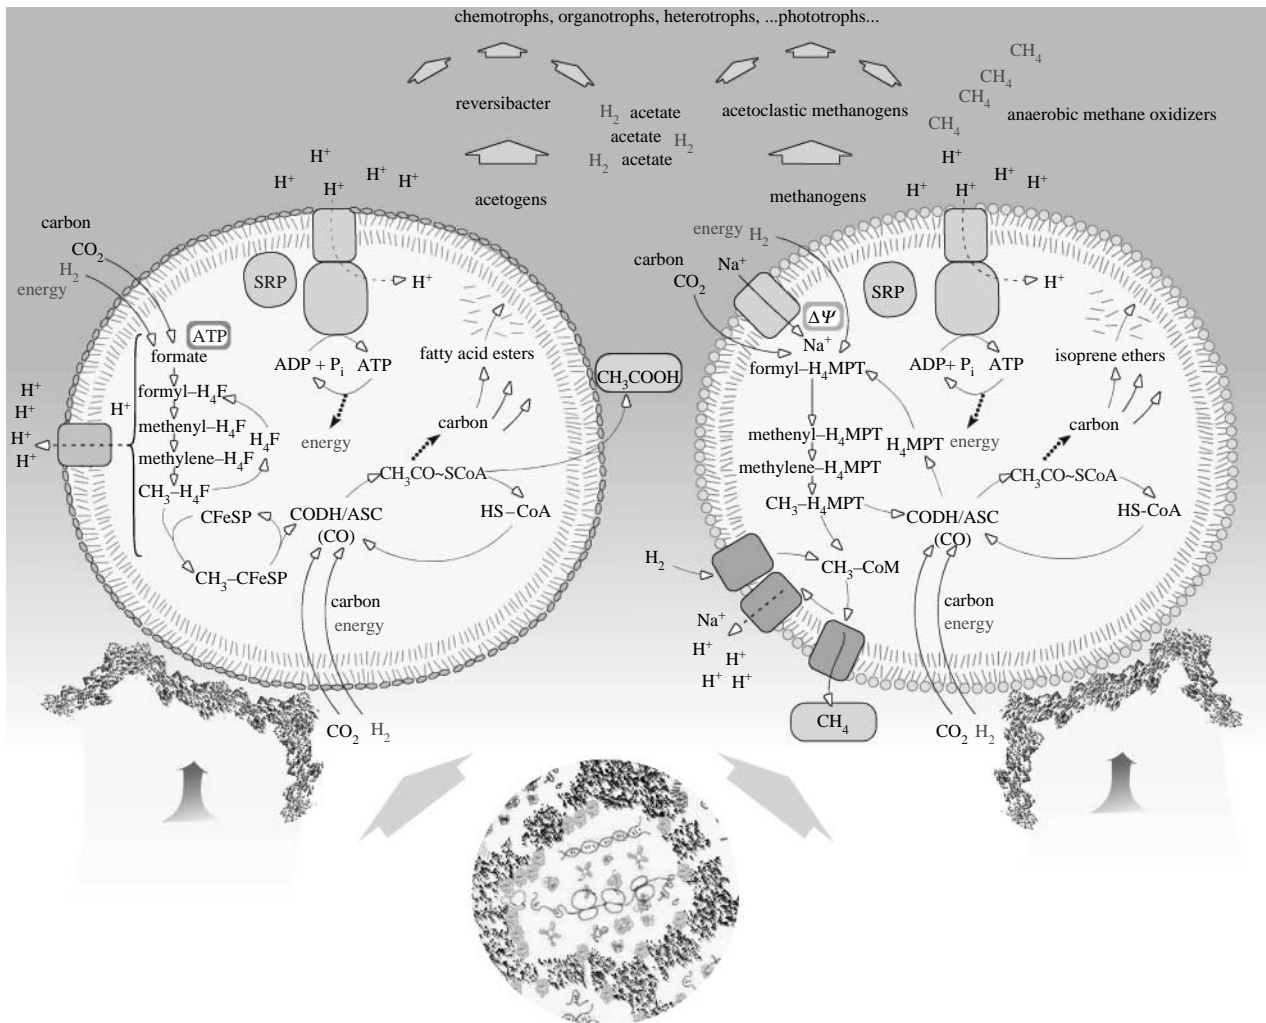 chemotrophs, organotrophs, heterotrophs, ...phototrophs...
CH₄
CH₄
CH₄
CH₄
reversibacter
H₂ acetate
acetate H₂
H₂ acetate
acetoclastic methanogens
anaerobic methane oxidizers
acetogens
methanogens
H⁺
H⁺
H⁺
H⁺
H⁺
carbon
CO₂
H₂
energy
SRP
H⁺
ATP
formate
formyl–H₄F
H⁺
methenyl–H₄F
H₄F
methylene–H₄F
CH₃–H₄F
H⁺
H⁺
H⁺
H⁺
CFeSP
CH₃–CFeSP
ADP + Pᵢ ATP
energy
fatty acid esters
carbon
CH₃COOH
CH₃CO~SCoA
HS–CoA
CODH/ASC
(CO)
carbon
energy
CO₂ H₂
H⁺
H⁺
H⁺
H⁺
H⁺
energy H₂
carbon
CO₂
Na⁺
SRP
H⁺
ΔΨ
Na⁺
formyl–H₄MPT
methenyl–H₄MPT
H₄MPT
methylene–H₄MPT
CH₃–H₄MPT
ADP+ Pᵢ ATP
energy
isoprene ethers
carbon
CH₃CO~SCoA
HS-CoA
CODH/ASC
(CO)
H₂
CH₃–CoM
Na⁺
H⁺
H⁺
H⁺ H⁺
CH₄
carbon
energy
CO₂ H₂